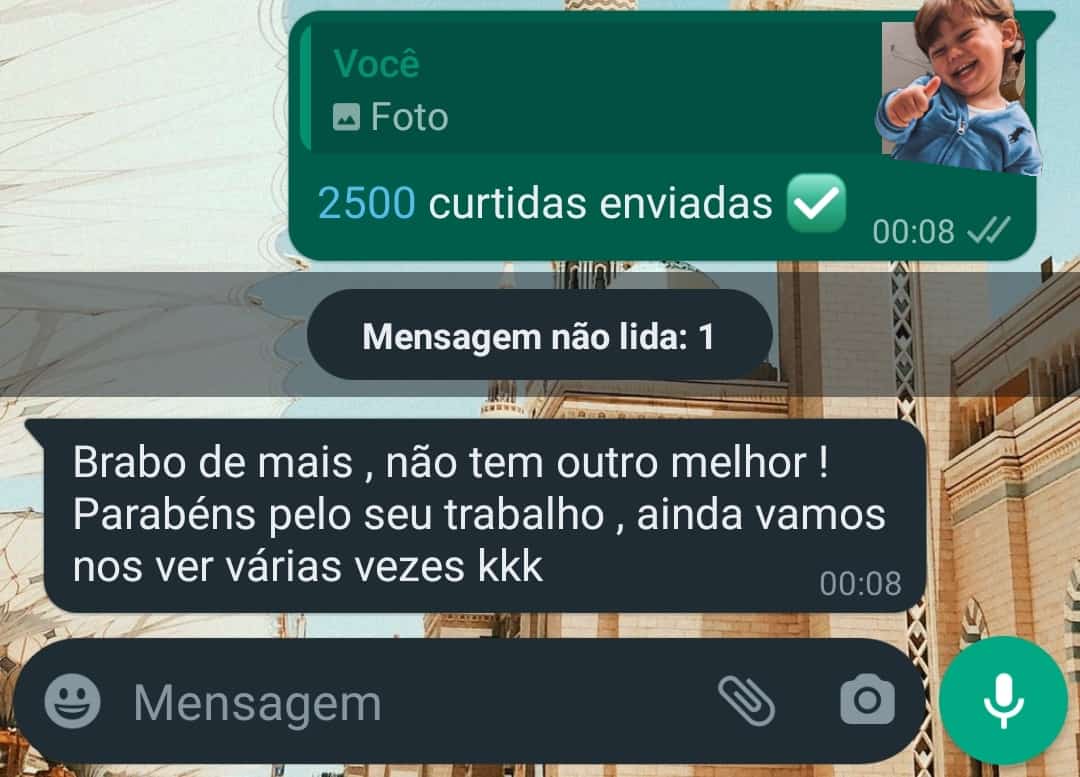 Você
Foto
2500 curtidas enviadas ✅
00:08
Mensagem não lida: 1
Brabo de mais , não tem outro melhor !
Parabéns pelo seu trabalho , ainda vamos
nos ver várias vezes kkk
00:08
Mensagem